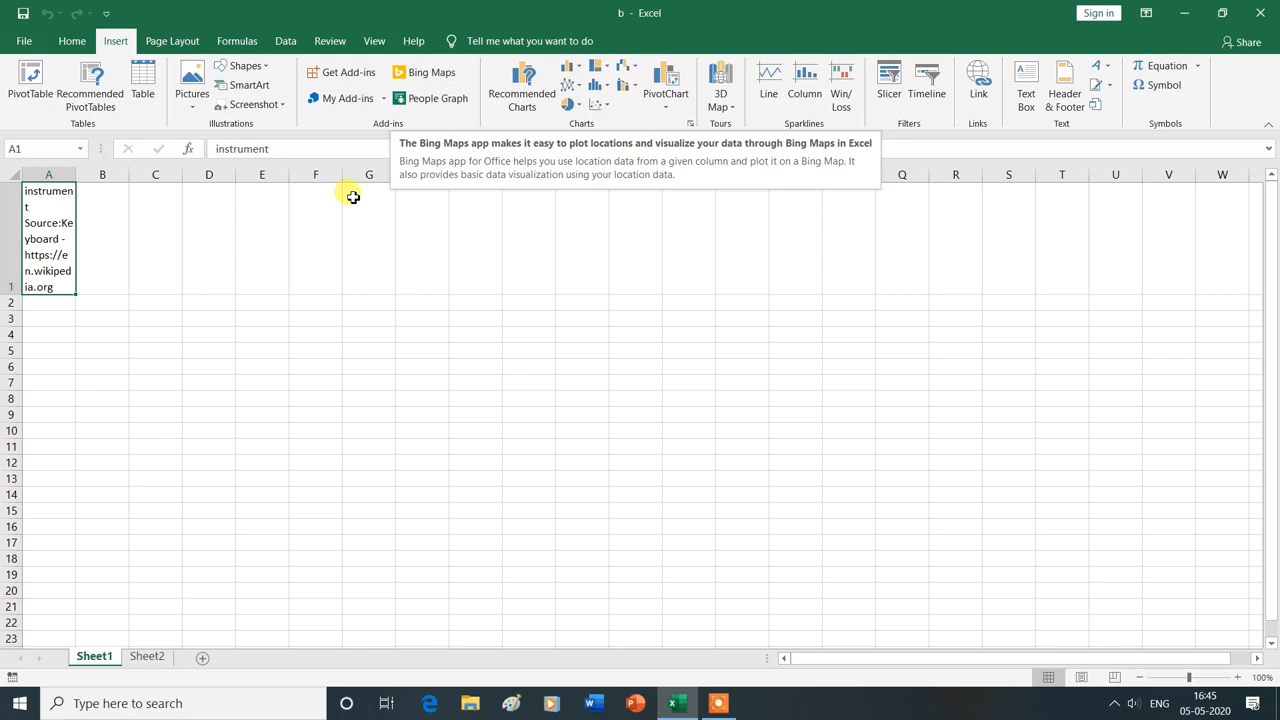 b - Excel
Sign in
File Home Insert Page Layout Formulas Data Review View Help Tell me what you want to do
Share
PivotTable
Recommended
PivotTables
Table
Tables
Pictures
Shapes
SmartArt
Screenshot
Illustrations
Get Add-ins
My Add-ins
Bing Maps
People Graph
Add-ins
Recommended
Charts
PivotChart
Charts
3D
Map
Tours
Line
Column
Win/
Loss
Sparklines
Slicer
Timeline
Filters
Link
Links
Text
Box
Header
& Footer
Text
Equation
Symbol
Symbols
A1
fx
instrument
The Bing Maps app makes it easy to plot locations and visualize your data through Bing Maps in Excel
Bing Maps app for Office helps you use location data from a given column and plot it on a Bing Map. It
also provides basic data visualization using your location data.
A B C D E F G Q R S T U V W
instrumen
t
Source:Ke
yboard -
https://e
n.wikiped
ia.org
1
2
3
4
5
6
7
8
9
10
11
12
13
14
15
16
17
18
19
20
21
22
23
Sheet1 Sheet2
100%
Type here to search
ENG
16:45
05-05-2020